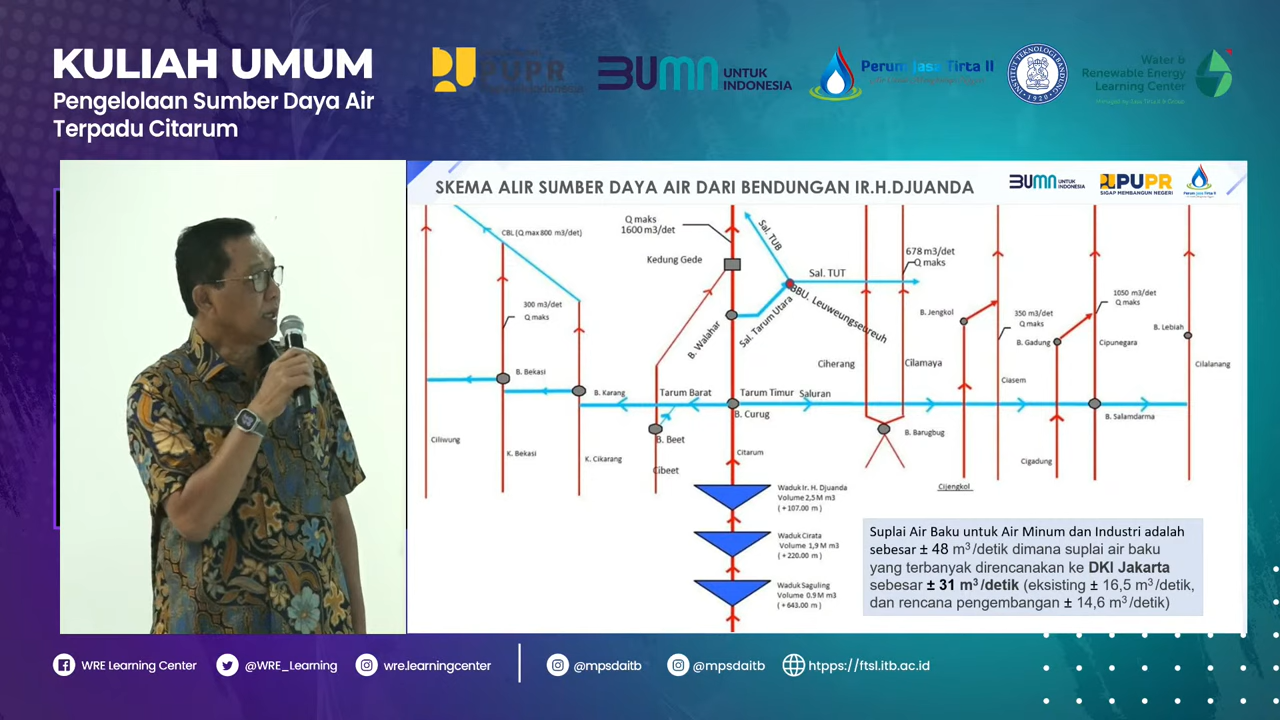 KULIAH UMUM
Pengelolaan Sumber Daya Air
Terpadu Citarum
PUPR
BUMN
UNTUK
INDONESIA
Perum Jasa Tirta II
INSTITUT TEKNOLOGI BANDUNG
1920
Water &
Renewable Energy
Learning Center
SKEMA ALIR SUMBER DAYA AIR DARI BENDUNGAN IR.H.DJUANDA
BUMN
UNTUK
INDONESIA
PUPR
SIGAP MEMBANGUN NEGERI
Perum Jasa Tirta II
CBL (Q max 800 m3/det)
Q maks
1600 m3/det
Kedung Gede
Sal. TUB
Sal. TUT
678 m3/det
Q maks
BBU. Leuweungseureuh
300 m3/det
Q maks
B. Walahar
Sal. Tarum Utara
B. Jengkol
350 m3/det
Q maks
1050 m3/det
Q maks
B. Gadung
Cipunegara
B. Lebiah
Ciherang
Cilamaya
Cilalanang
B. Bekasi
Ciasem
B. Karang
Tarum Barat
Tarum Timur Saluran
B. Curug
B. Salamdarma
Ciliwung
B. Beet
B. Barugbug
K. Bekasi
K. Cikarang
Cibeet
Citarum
Cigadung
Cijengkol
Waduk Ir. H. Djuanda
Volume 2,5 M m3
( + 107.00 m )
Waduk Cirata
Volume 1,9 M m3
( + 220.00 m )
Waduk Saguling
Volume 0.9 M m3
( + 643.00 m )
Suplai Air Baku untuk Air Minum dan Industri adalah
sebesar ± 48 m³/detik dimana suplai air baku
yang terbanyak direncanakan ke DKI Jakarta
sebesar ± 31 m³/detik (eksisting ± 16,5 m³/detik,
dan rencana pengembangan ± 14,6 m³/detik)
WRE Learning Center
@WRE_Learning
wre.learningcenter
@mpsdaitb
@mpsdaitb
htpps://ftsl.itb.ac.id